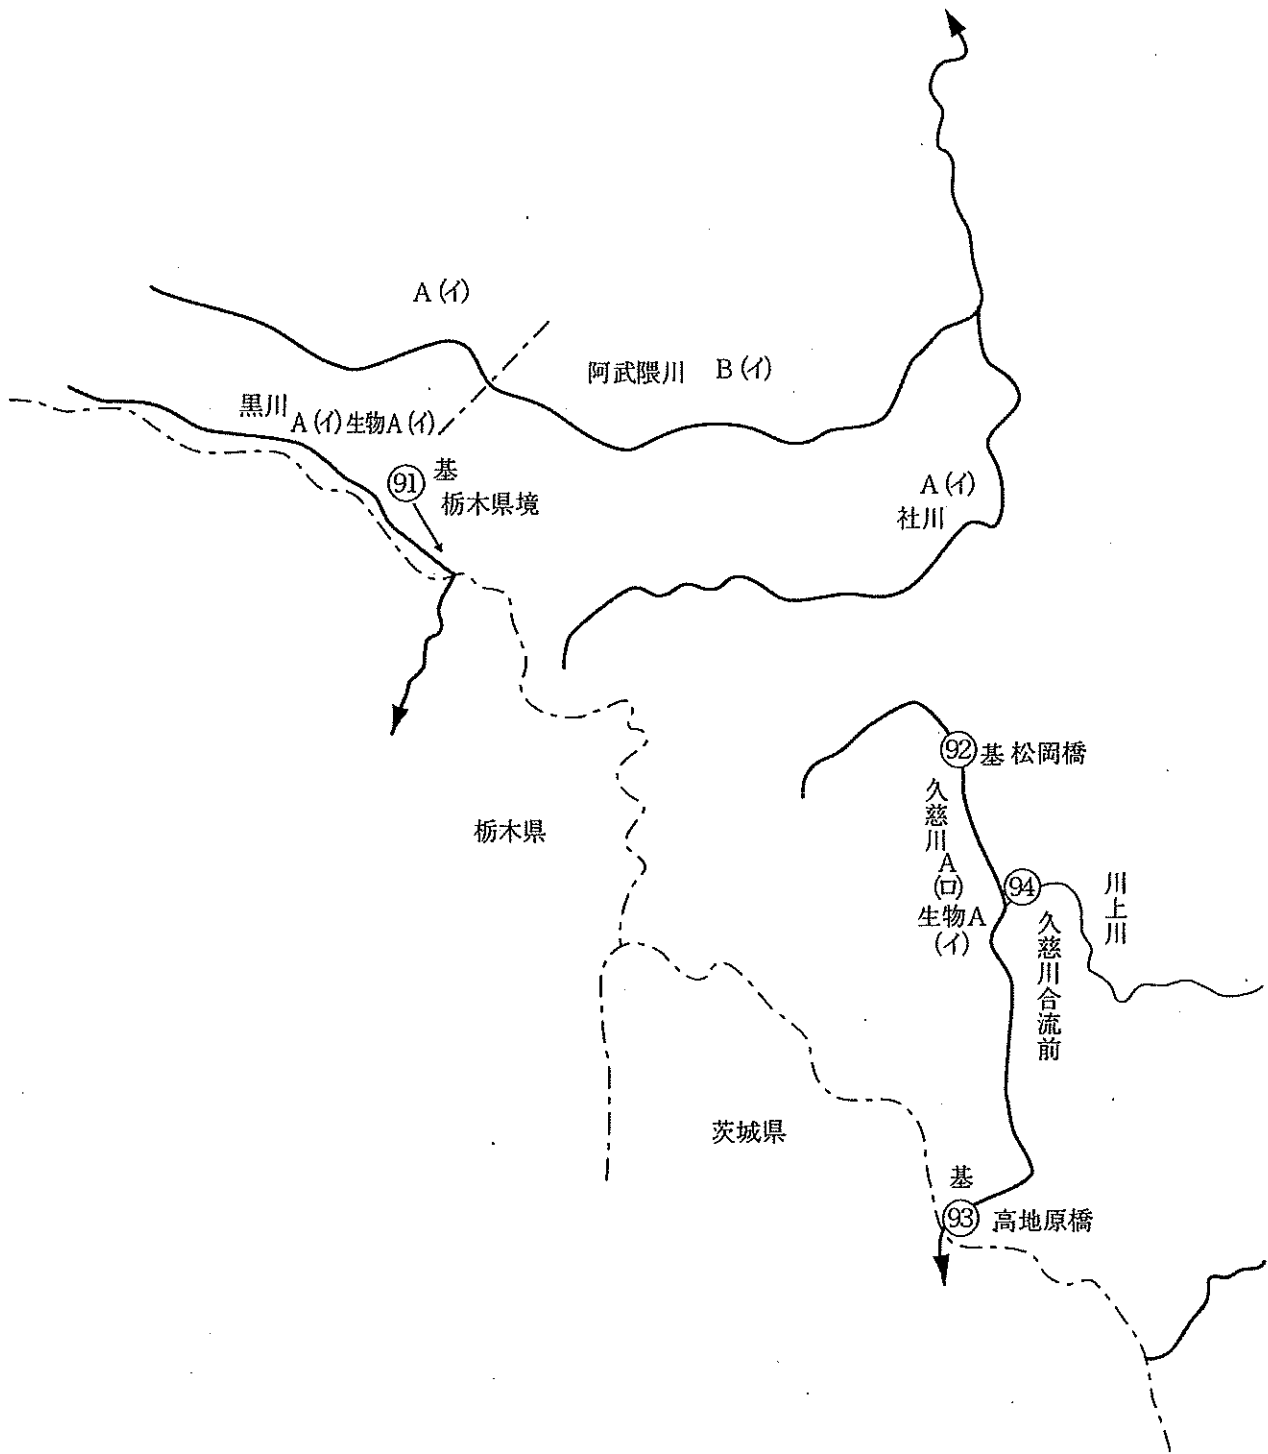 A(イ)
阿武隈川 B(イ)
黒川
A(イ)生物A(イ)
91 基
栃木県境
A(イ)
社川
92 基 松岡橋
久慈川A(ロ)
生物A
(イ)
栃木県
94
川上川
久慈川合流前
茨城県
基
93 高地原橋